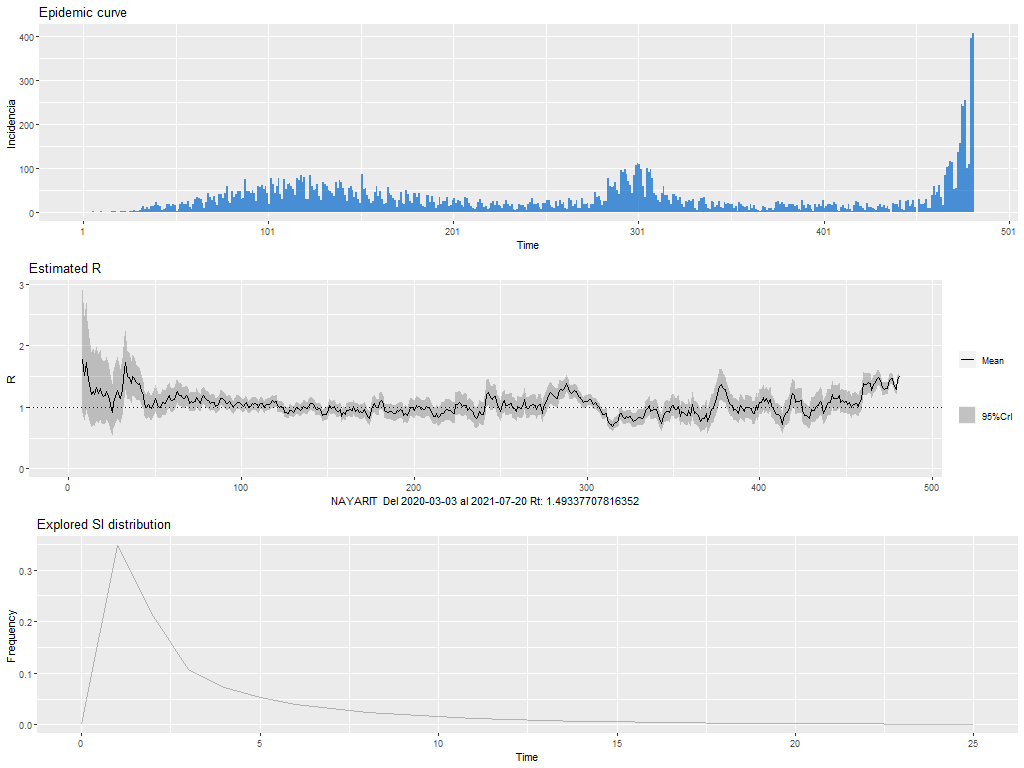 Epidemic curve
400
300
200
100
0
Incidencia
1
101
201
301
401
501
Time
Estimated R
3
2
1
0
R
Mean
95%CrI
0
100
200
300
400
500
NAYARIT Del 2020-03-03 al 2021-07-20 Rt: 1.49337707816352
Explored SI distribution
0.3
0.2
0.1
0.0
Frequency
0
5
10
15
20
25
Time